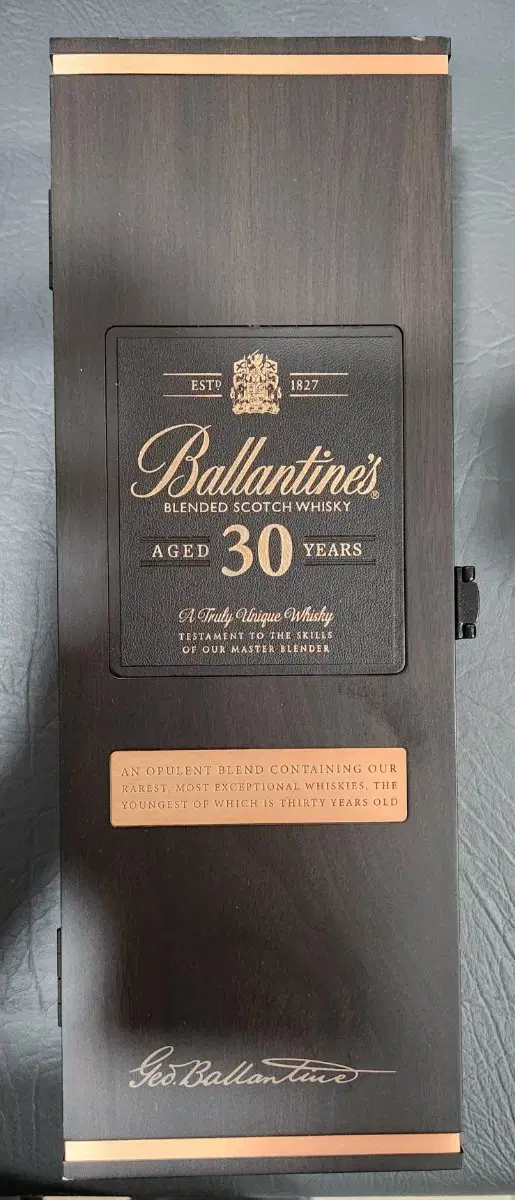 ESTD 1827
Ballantine's®
BLENDED SCOTCH WHISKY
AGED 30 YEARS
A Truly Unique Whisky
TESTAMENT TO THE SKILLS
OF OUR MASTER BLENDER
AN OPULENT BLEND CONTAINING OUR
RAREST, MOST EXCEPTIONAL WHISKIES, THE
YOUNGEST OF WHICH IS THIRTY YEARS OLD
Geo. Ballantine